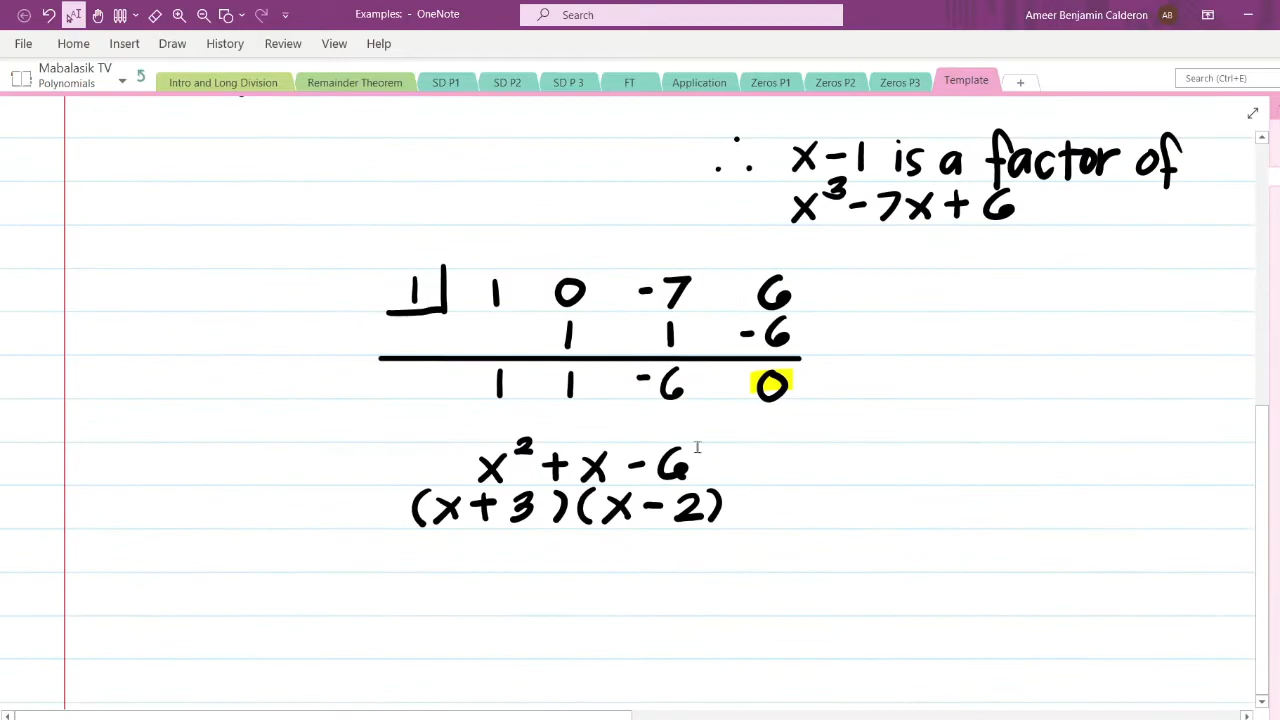 Examples: - OneNote
Search
Ameer Benjamin Calderon
AB
File Home Insert Draw History Review View Help
Mabalasik TV
Polynomials
Intro and Long Division Remainder Theorem SD P1 SD P2 SD P 3 FT Application Zeros P1 Zeros P2 Zeros P3 Template +
Search (Ctrl+E)
∴ x-1 is a factor of
x³-7x+6
1 1 0 -7 6
1 1 -6
1 1 -6 0
x²+x-6
(x+3)(x-2)